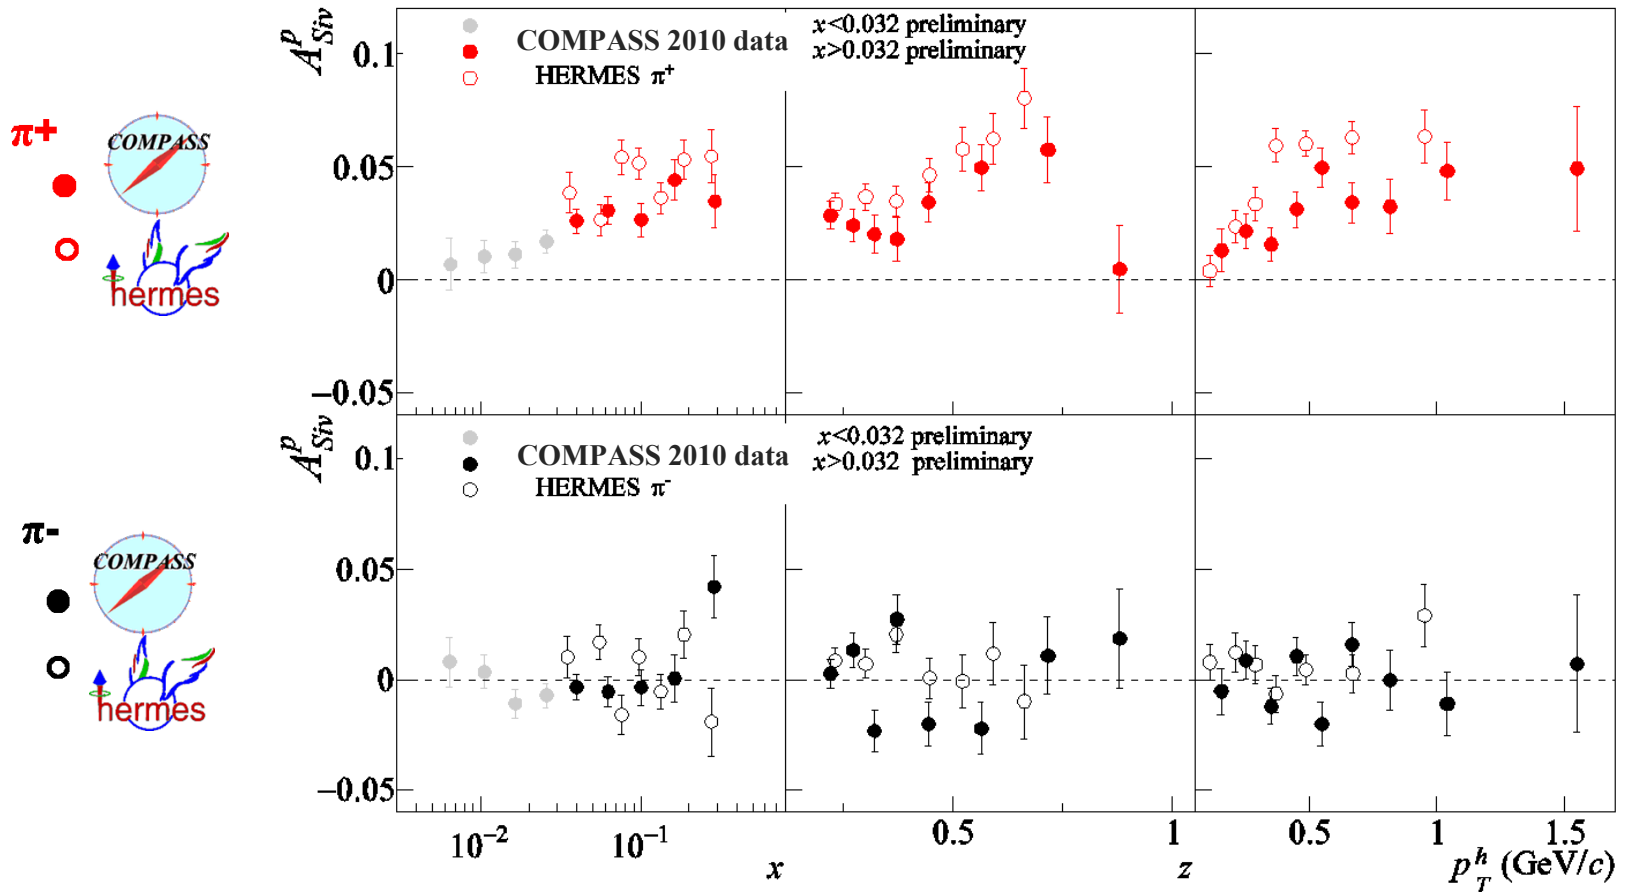 A^p_Siv
0.1
0.05
0
−0.05
COMPASS 2010 data
x<0.032 preliminary
x>0.032 preliminary
HERMES π⁺
π+
COMPASS
hermes
A^p_Siv
0.1
0.05
0
−0.05
COMPASS 2010 data
x<0.032 preliminary
x>0.032 preliminary
HERMES π⁻
π-
COMPASS
hermes
10⁻² 10⁻¹
x
0.5 1
z
0.5 1 1.5
p^h_T (GeV/c)